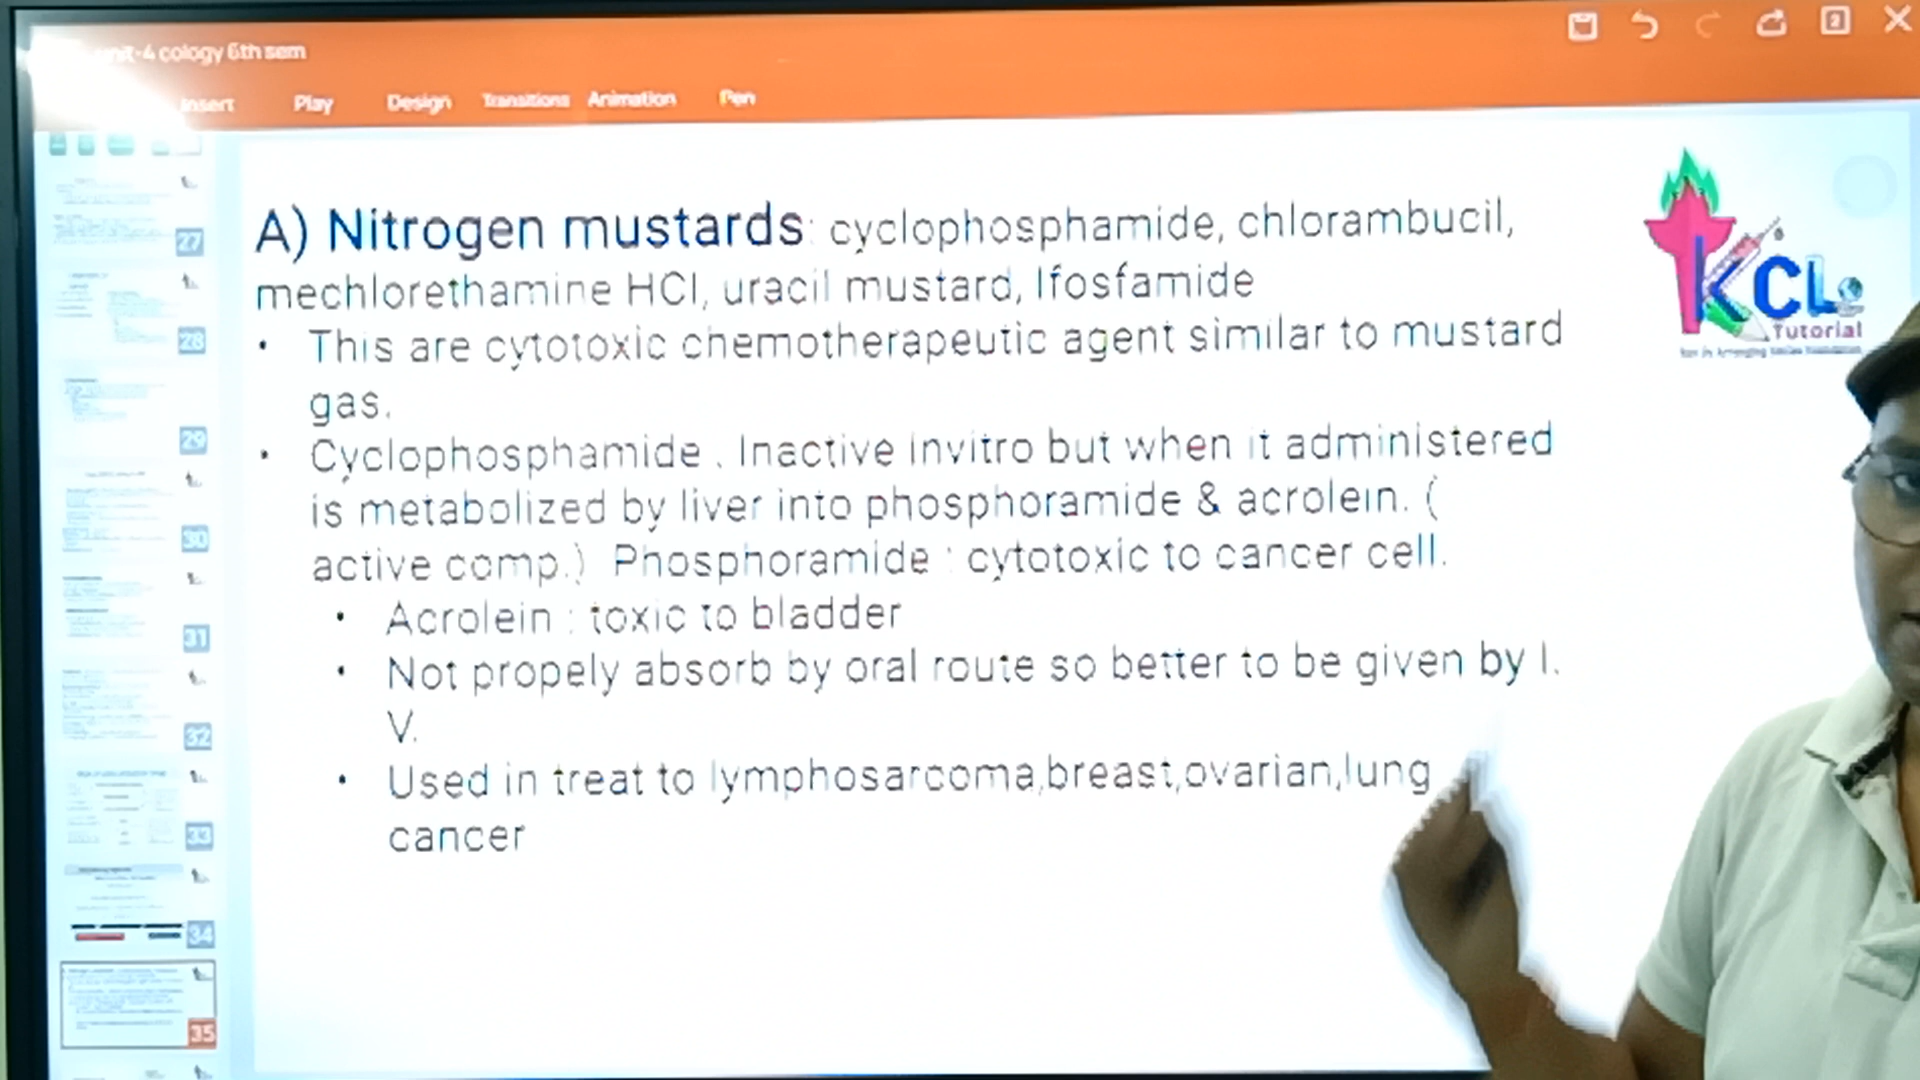 unit-4 cology 6th sem
Insert Play Design Transitions Animation Pen
A) Nitrogen mustards: cyclophosphamide, chlorambucil,
mechlorethamine HCl, uracil mustard, Ifosfamide
• This are cytotoxic chemotherapeutic agent similar to mustard
gas.
• Cyclophosphamide . Inactive invitro but when it administered
is metabolized by liver into phosphoramide & acrolein. (
active comp.) Phosphoramide : cytotoxic to cancer cell.
• Acrolein : toxic to bladder
• Not propely absorb by oral route so better to be given by I.
V.
• Used in treat to lymphosarcoma,breast,ovarian,lung
cancer
KCL
Tutorial
2
27
28
29
30
31
32
33
34
35